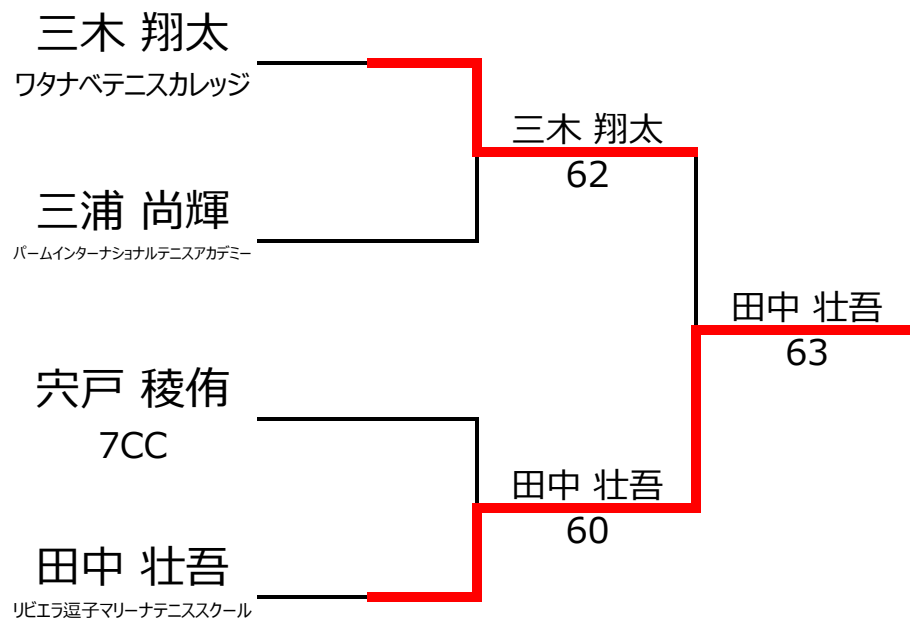 三木 翔太
ワタナベテニスカレッジ
三木 翔太
62
三浦 尚輝
パームインターナショナルテニスアカデミー
田中 壮吾
63
宍戸 稜侑
7CC
田中 壮吾
60
田中 壮吾
リビエラ逗子マリーナテニススクール